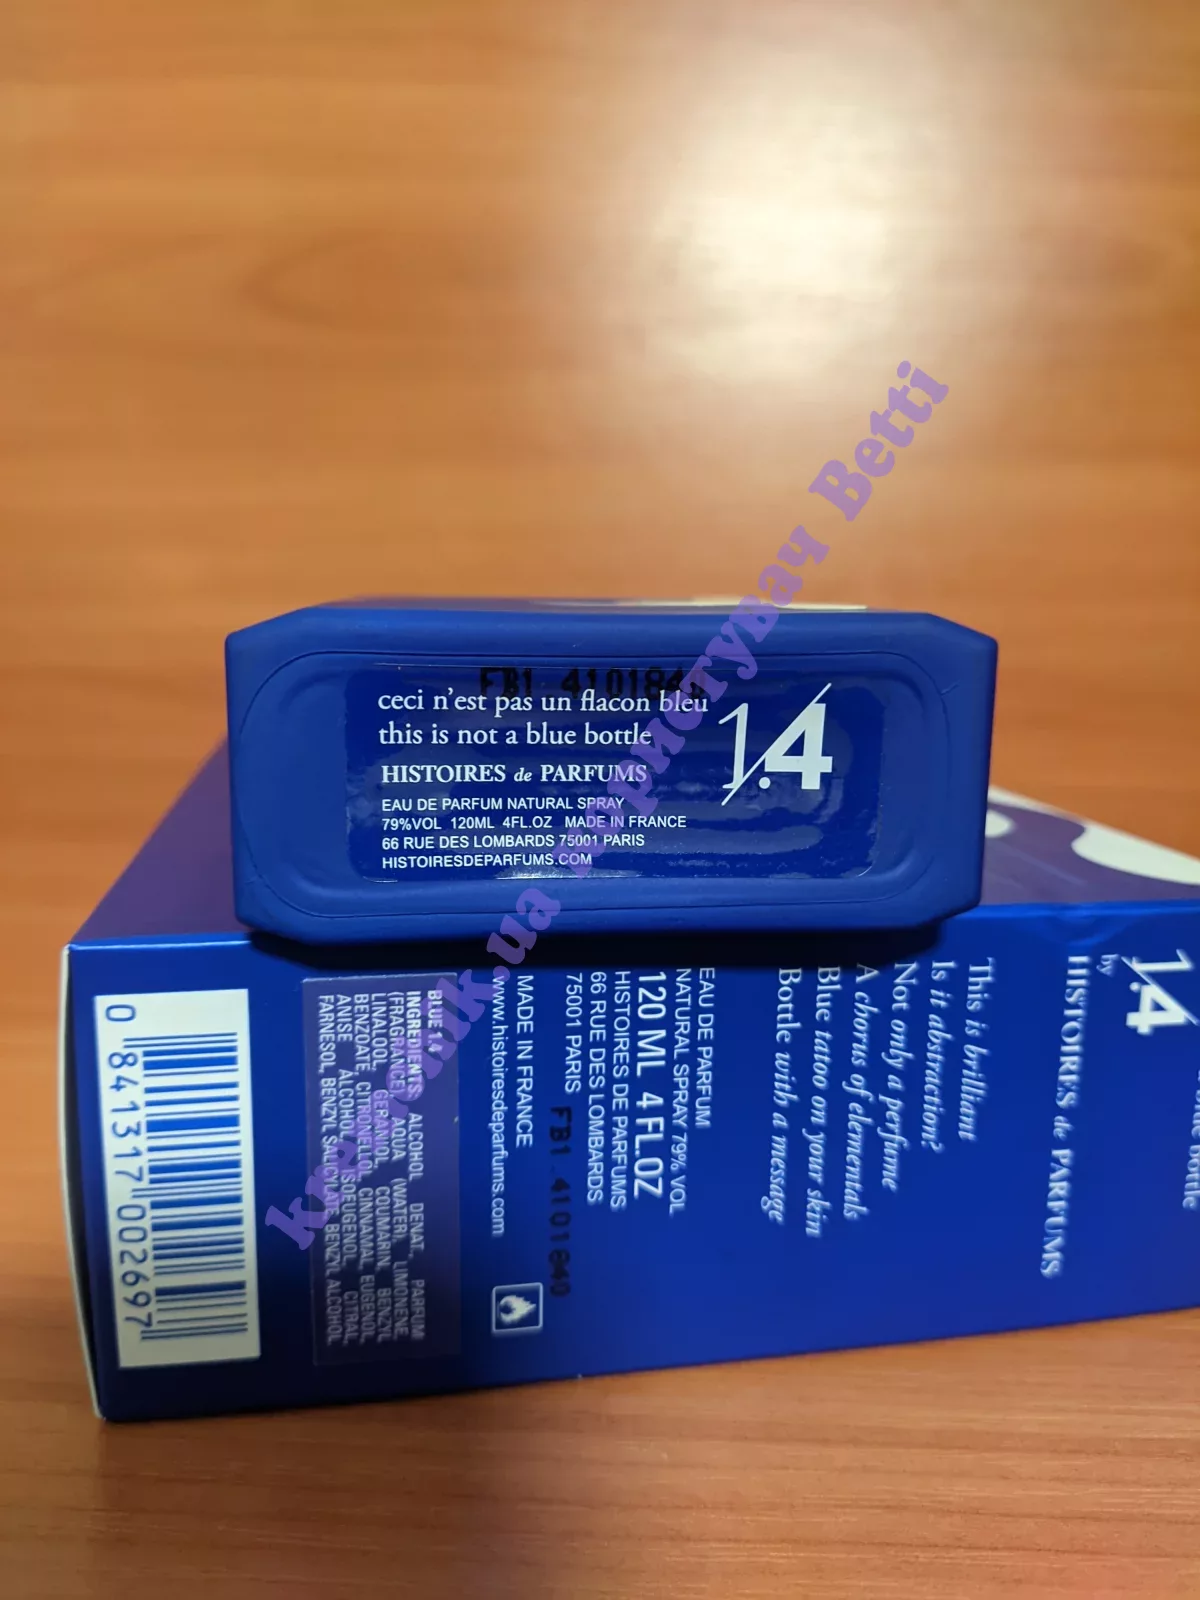 FB1 410184
ceci n'est pas un flacon bleu
this is not a blue bottle
HISTOIRES de PARFUMS
EAU DE PARFUM NATURAL SPRAY
79%VOL 120ML 4FL.OZ MADE IN FRANCE
66 RUE DES LOMBARDS 75001 PARIS
HISTOIRESDEPARFUMS.COM
1.4
1.4
by
HISTOIRES de PARFUMS
This is brilliant
Is it abstraction?
Not only a perfume
A chorus of elementals
Blue tatoo on your skin
Bottle with a message
EAU DE PARFUM
NATURAL SPRAY 79% VOL
120 ML 4 FL.OZ
HISTOIRES DE PARFUMS
66 RUE DES LOMBARDS
75001 PARIS
FB1 4101840
MADE IN FRANCE
www.histoiresdeparfums.com
BLUE 1.4
INGREDIENTS: ALCOHOL DENAT., PARFUM
(FRAGRANCE), AQUA (WATER), LIMONENE,
LINALOOL, GERANIOL, COUMARIN, BENZYL
BENZOATE, CITRONELLOL, CINNAMAL, EUGENOL,
ANISE ALCOHOL, ISOEUGENOL, CITRAL,
FARNESOL, BENZYL SALICYLATE, BENZYL ALCOHOL
0 84131700269 7
.ua користувач Betti